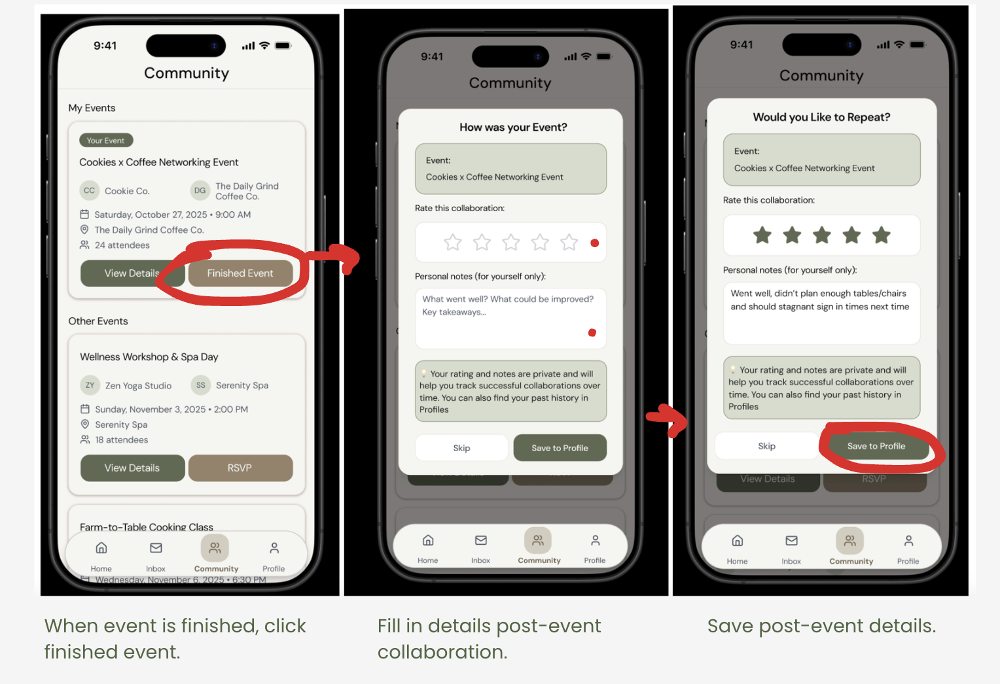 9:41
Community
My Events
Your Event
Cookies x Coffee Networking Event
CC Cookie Co.
DG The Daily Grind
Coffee Co.
Saturday, October 27, 2025 • 9:00 AM
The Daily Grind Coffee Co.
24 attendees
View Details
Finished Event
Other Events
Wellness Workshop & Spa Day
ZY Zen Yoga Studio
SS Serenity Spa
Sunday, November 3, 2025 • 2:00 PM
Serenity Spa
18 attendees
View Details
RSVP
Farm-to-Table Cooking Class
Home
Inbox
Community
Profile
Wednesday, November 6, 2025 • 6:30 PM
When event is finished, click
finished event.
9:41
Community
How was your Event?
Event:
Cookies x Coffee Networking Event
Rate this collaboration:
Personal notes (for yourself only):
What went well? What could be improved?
Key takeaways...
💡 Your rating and notes are private and will
help you track successful collaborations over
time. You can also find your past history in
Profiles
Skip
Save to Profile
Home
Inbox
Community
Profile
Fill in details post-event
collaboration.
9:41
Community
Would you Like to Repeat?
Event:
Cookies x Coffee Networking Event
Rate this collaboration:
Personal notes (for yourself only):
Went well, didn't plan enough tables/chairs
and should stagnant sign in times next time
💡 Your rating and notes are private and will
help you track successful collaborations over
time. You can also find your past history in
Profiles
Skip
Save to Profile
View Details
RSVP
Home
Inbox
Community
Profile
Save post-event details.